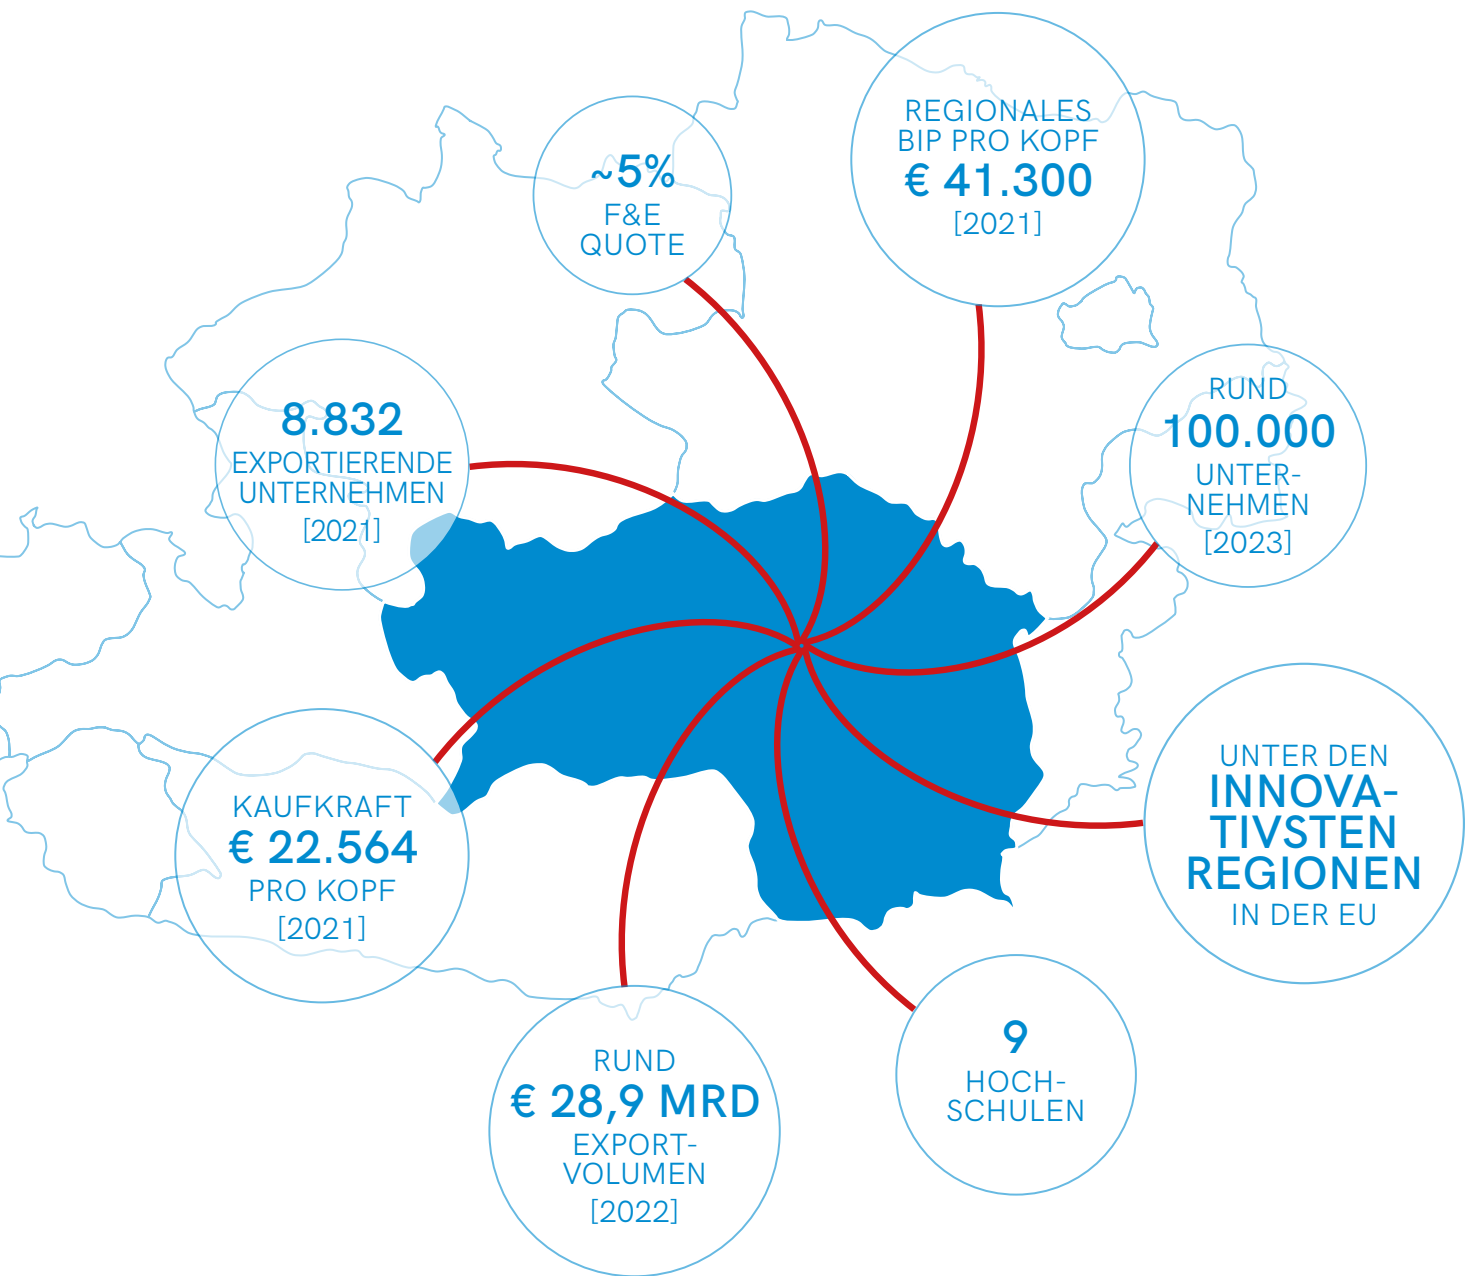 ~5%
F&E
QUOTE
REGIONALES
BIP PRO KOPF
€ 41.300
[2021]
8.832
EXPORTIERENDE
UNTERNEHMEN
[2021]
RUND
100.000
UNTER-
NEHMEN
[2023]
KAUFKRAFT
€ 22.564
PRO KOPF
[2021]
UNTER DEN
INNOVA-
TIVSTEN
REGIONEN
IN DER EU
RUND
€ 28,9 MRD
EXPORT-
VOLUMEN
[2022]
9
HOCH-
SCHULEN